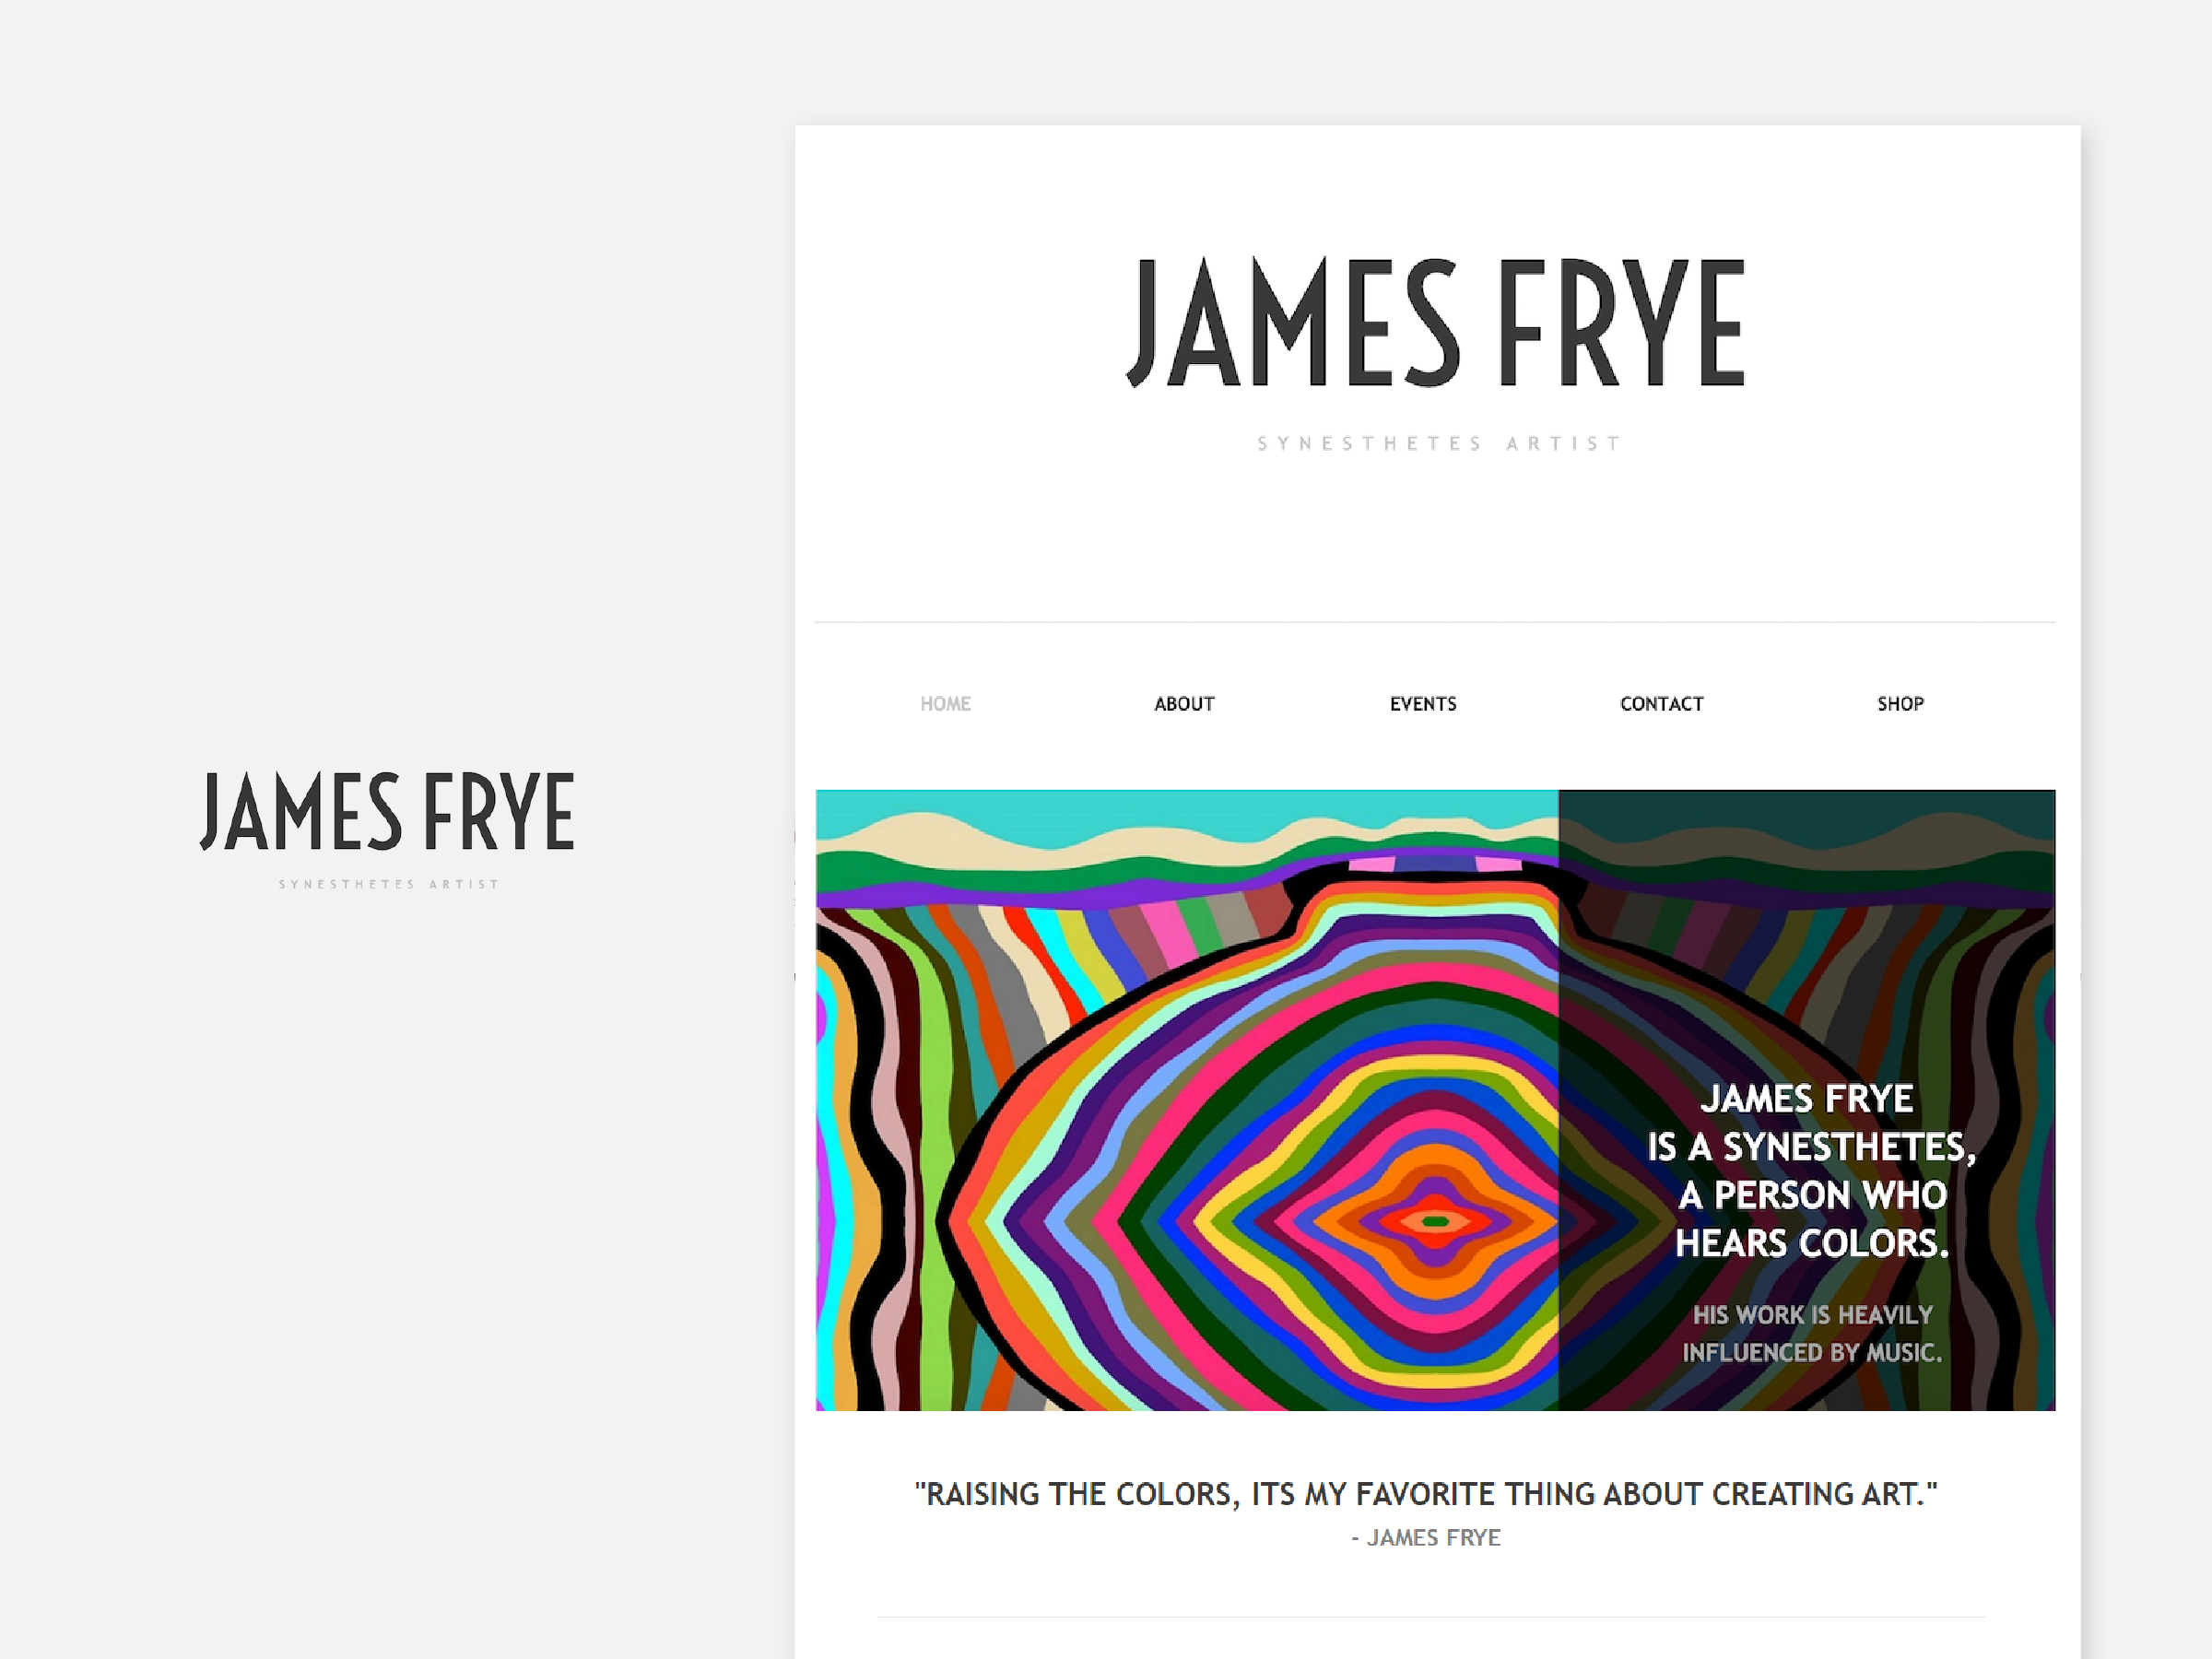 JAMES FRYE
SYNESTHETES ARTIST
JAMES FRYE
SYNESTHETES ARTIST
HOME
ABOUT
EVENTS
CONTACT
SHOP
JAMES FRYE
IS A SYNESTHETES,
A PERSON WHO
HEARS COLORS.
HIS WORK IS HEAVILY
INFLUENCED BY MUSIC.
"RAISING THE COLORS, ITS MY FAVORITE THING ABOUT CREATING ART."
- JAMES FRYE